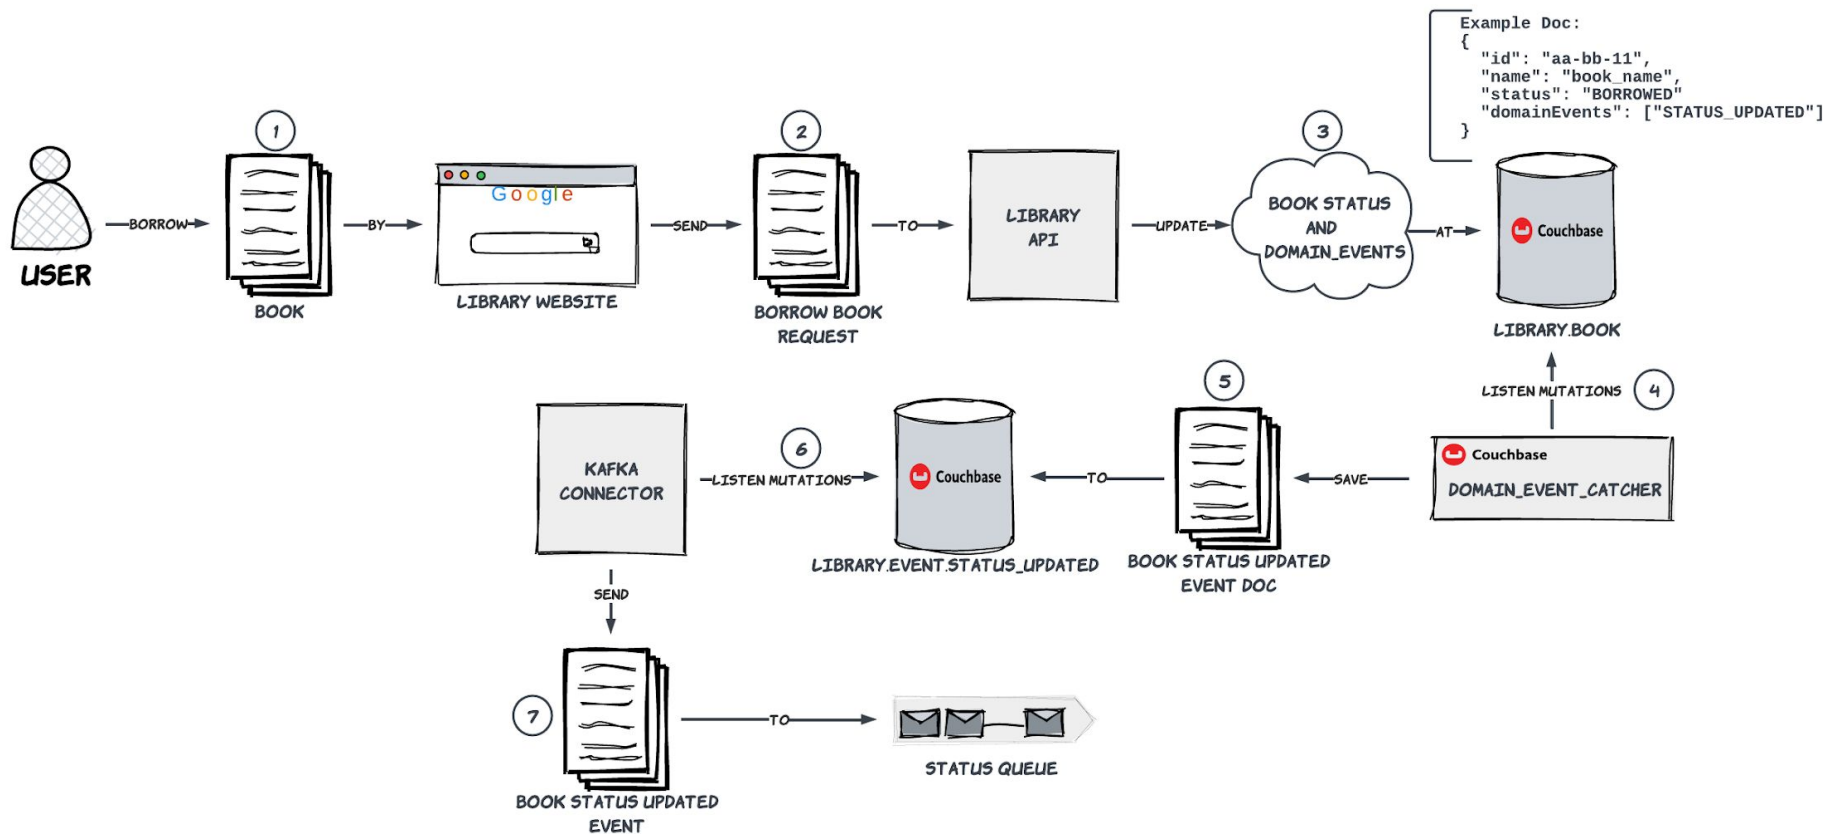 Example Doc:
{
"id": "aa-bb-11",
"name": "book_name",
"status": "BORROWED"
"domainEvents": ["STATUS_UPDATED"]
}
1
2
3
USER
BORROW
BOOK
BY
Google
LIBRARY WEBSITE
SEND
BORROW BOOK
REQUEST
TO
LIBRARY
API
UPDATE
BOOK STATUS
AND
DOMAIN_EVENTS
AT
Couchbase
LIBRARY.BOOK
LISTEN MUTATIONS
4
Couchbase
DOMAIN_EVENT_CATCHER
SAVE
5
BOOK STATUS UPDATED
EVENT DOC
TO
Couchbase
LIBRARY.EVENT.STATUS_UPDATED
6
LISTEN MUTATIONS
KAFKA
CONNECTOR
SEND
7
BOOK STATUS UPDATED
EVENT
TO
STATUS QUEUE